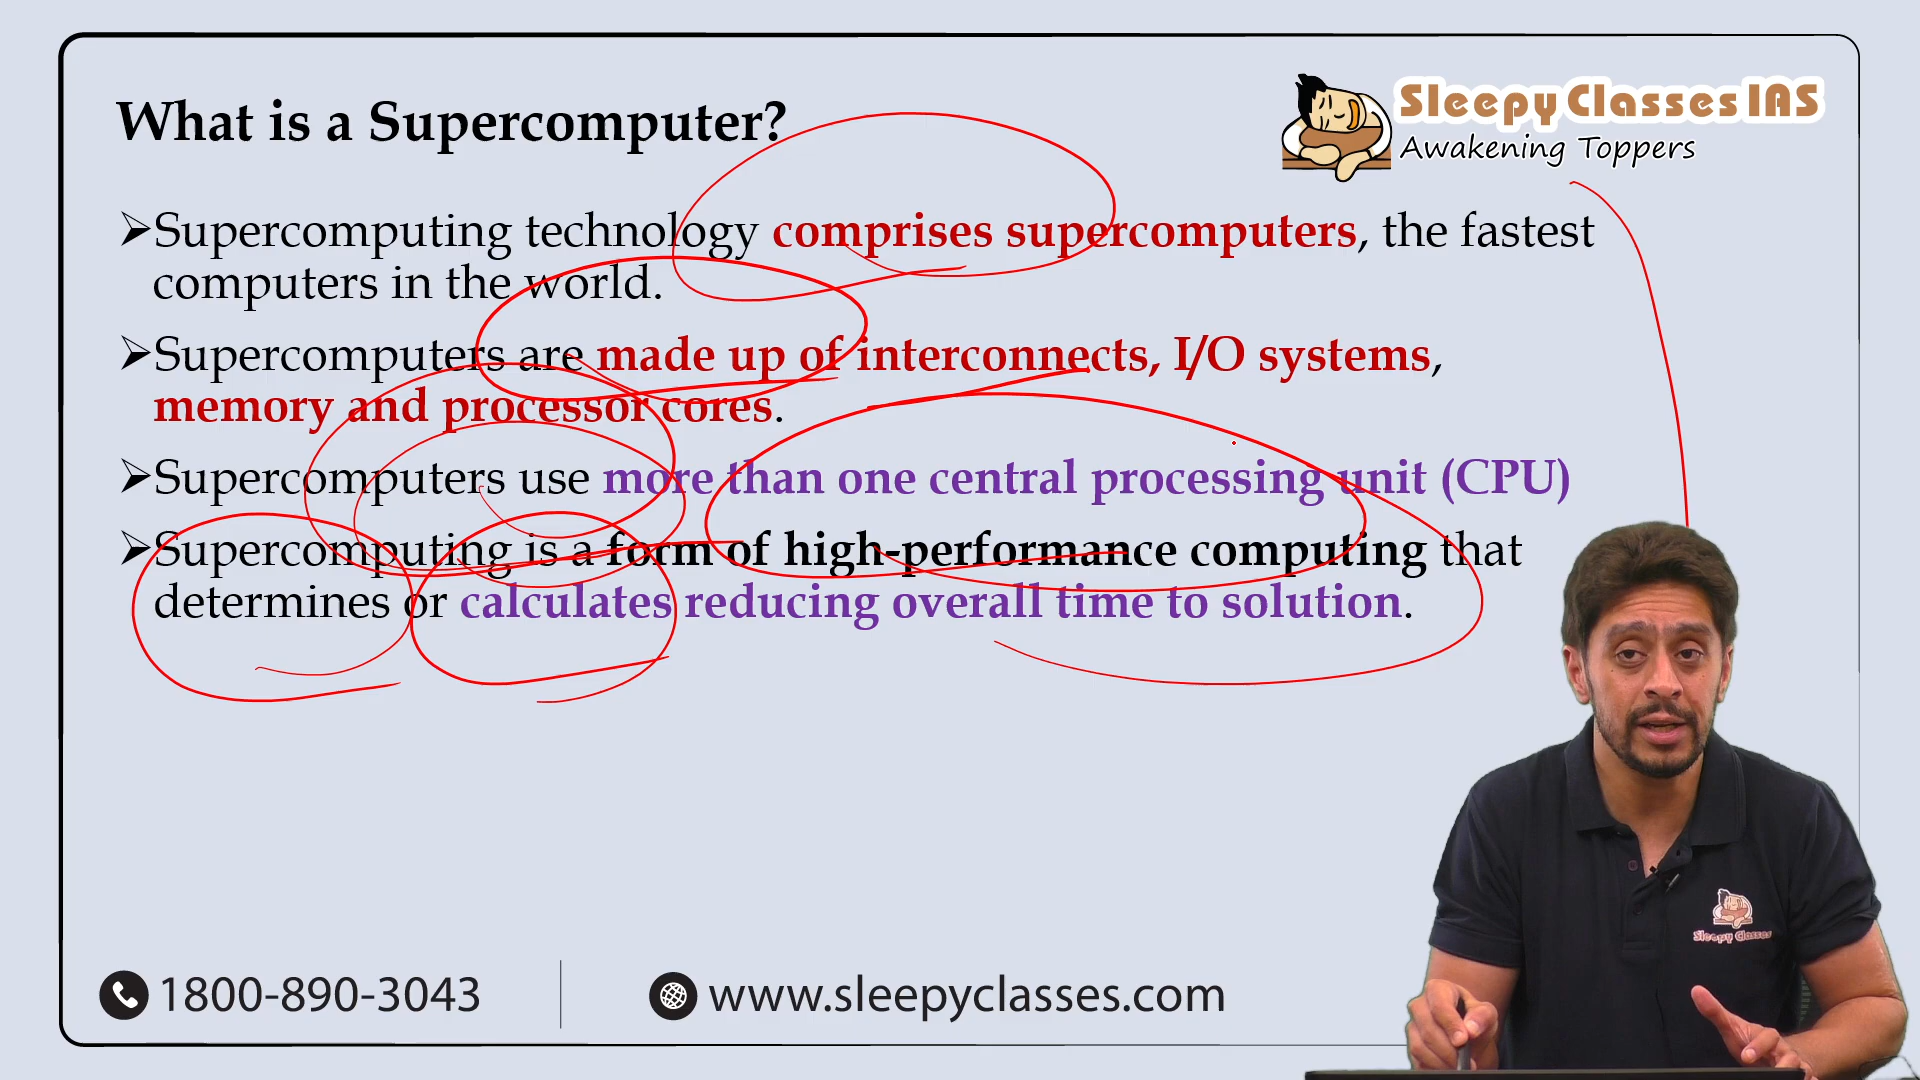 What is a Supercomputer?
Sleepy Classes IAS
Awakening Toppers
➢Supercomputing technology comprises supercomputers, the fastest
computers in the world.
➢Supercomputers are made up of interconnects, I/O systems,
memory and processor cores.
➢Supercomputers use more than one central processing unit (CPU)
➢Supercomputing is a form of high-performance computing that
determines or calculates reducing overall time to solution.
Sleepy Classes
1800-890-3043
www.sleepyclasses.com